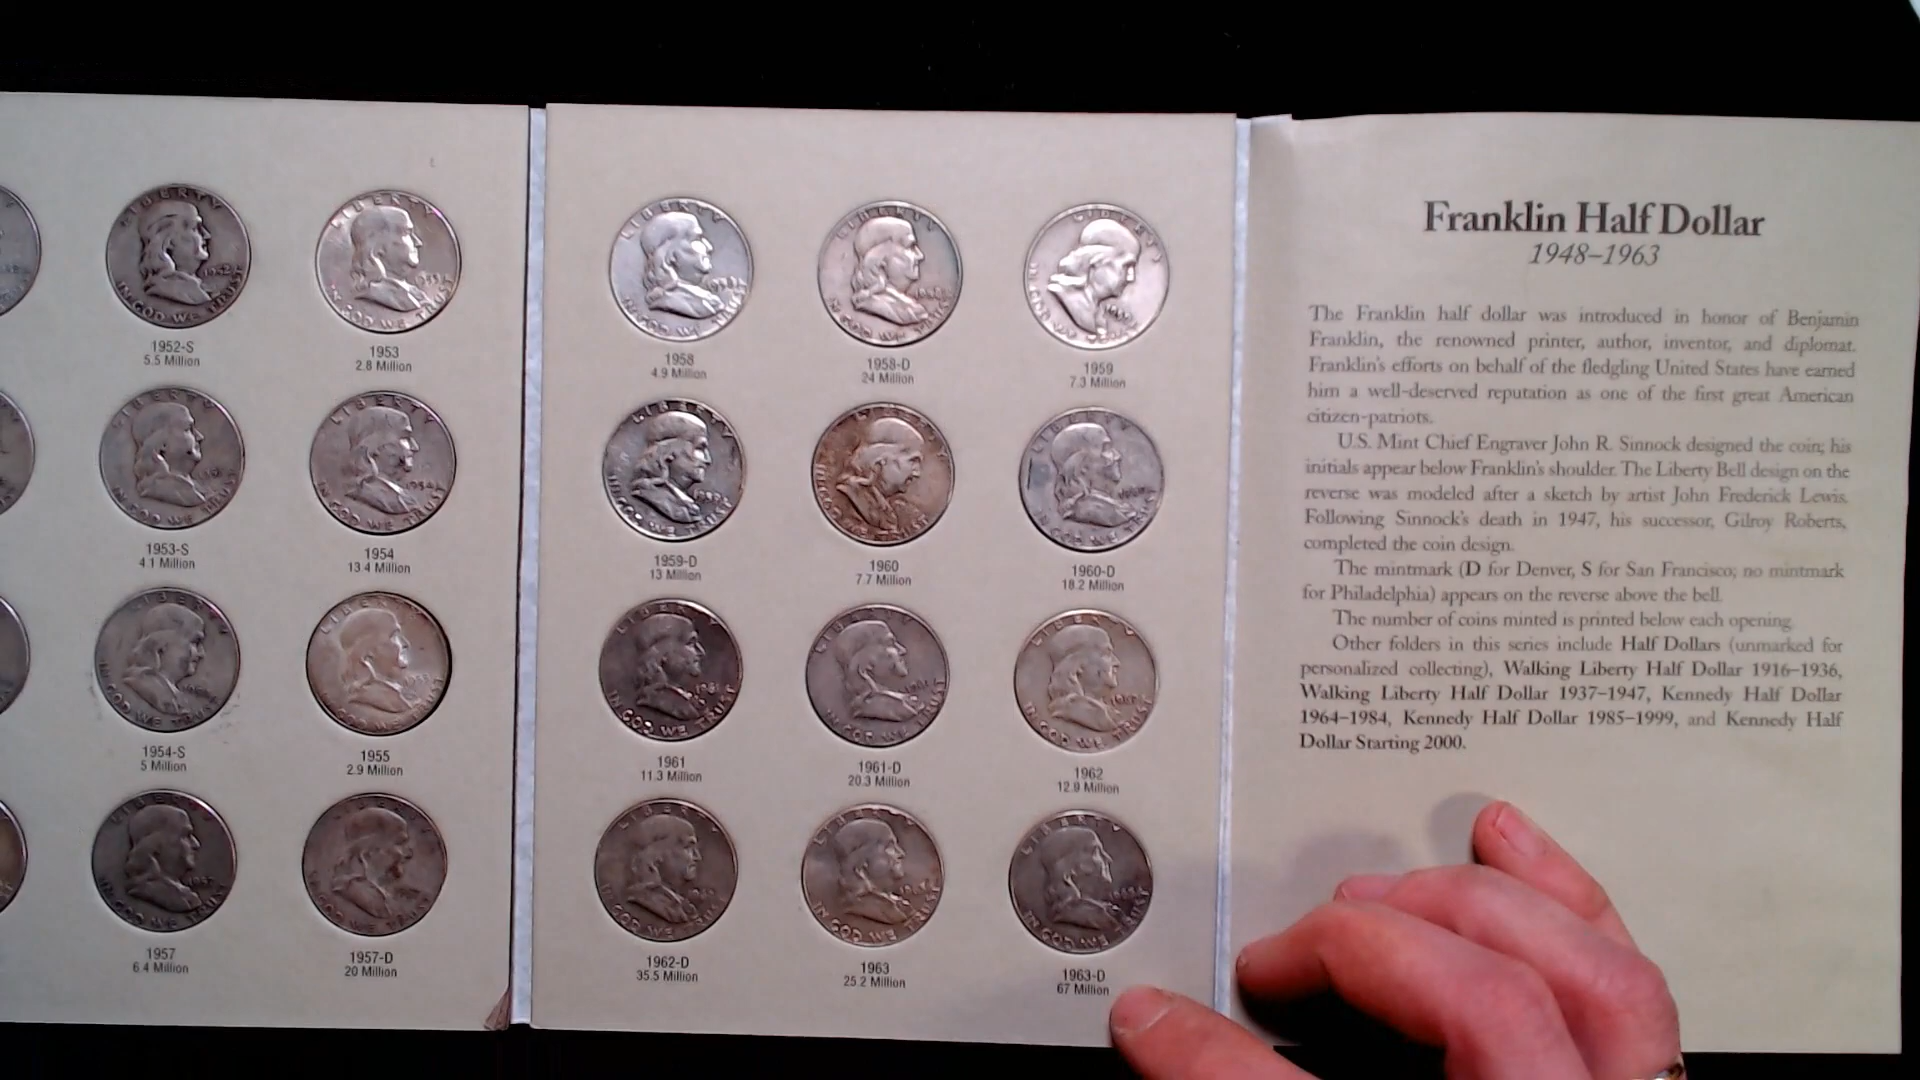 1952-S
5.5 Million
1953
2.8 Million
1953-S
4.1 Million
1954
13 4 Million
1954-S
5 Million
1955
2.9 Million
1957
6.4 Million
1957-D
20 Million
1958
4.9 Million
1958-D
24 Million
1959
7.3 Million
1959-D
13 Million
1960
7.7 Million
1960-D
18.2 Million
1961
11.3 Million
1961-D
20.3 Million
1962
12.9 Million
1962-D
35.5 Million
1963
25.2 Million
1963-D
67 Million
LIBERTY
IN GOD WE TRUST
Franklin Half Dollar
1948–1963
The Franklin half dollar was introduced in honor of Benjamin
Franklin, the renowned printer, author, inventor, and diplomat.
Franklin's efforts on behalf of the fledgling United States have earned
him a well-deserved reputation as one of the first great American
citizen-patriots.
U.S. Mint Chief Engraver John R. Sinnock designed the coin; his
initials appear below Franklin's shoulder. The Liberty Bell design on the
reverse was modeled after a sketch by artist John Frederick Lewis.
Following Sinnock's death in 1947, his successor, Gilroy Roberts,
completed the coin design.
The mintmark (D for Denver, S for San Francisco; no mintmark
for Philadelphia) appears on the reverse above the bell.
The number of coins minted is printed below each opening.
Other folders in this series include Half Dollars (unmarked for
personalized collecting), Walking Liberty Half Dollar 1916–1936,
Walking Liberty Half Dollar 1937–1947, Kennedy Half Dollar
1964–1984, Kennedy Half Dollar 1985–1999, and Kennedy Half
Dollar Starting 2000.